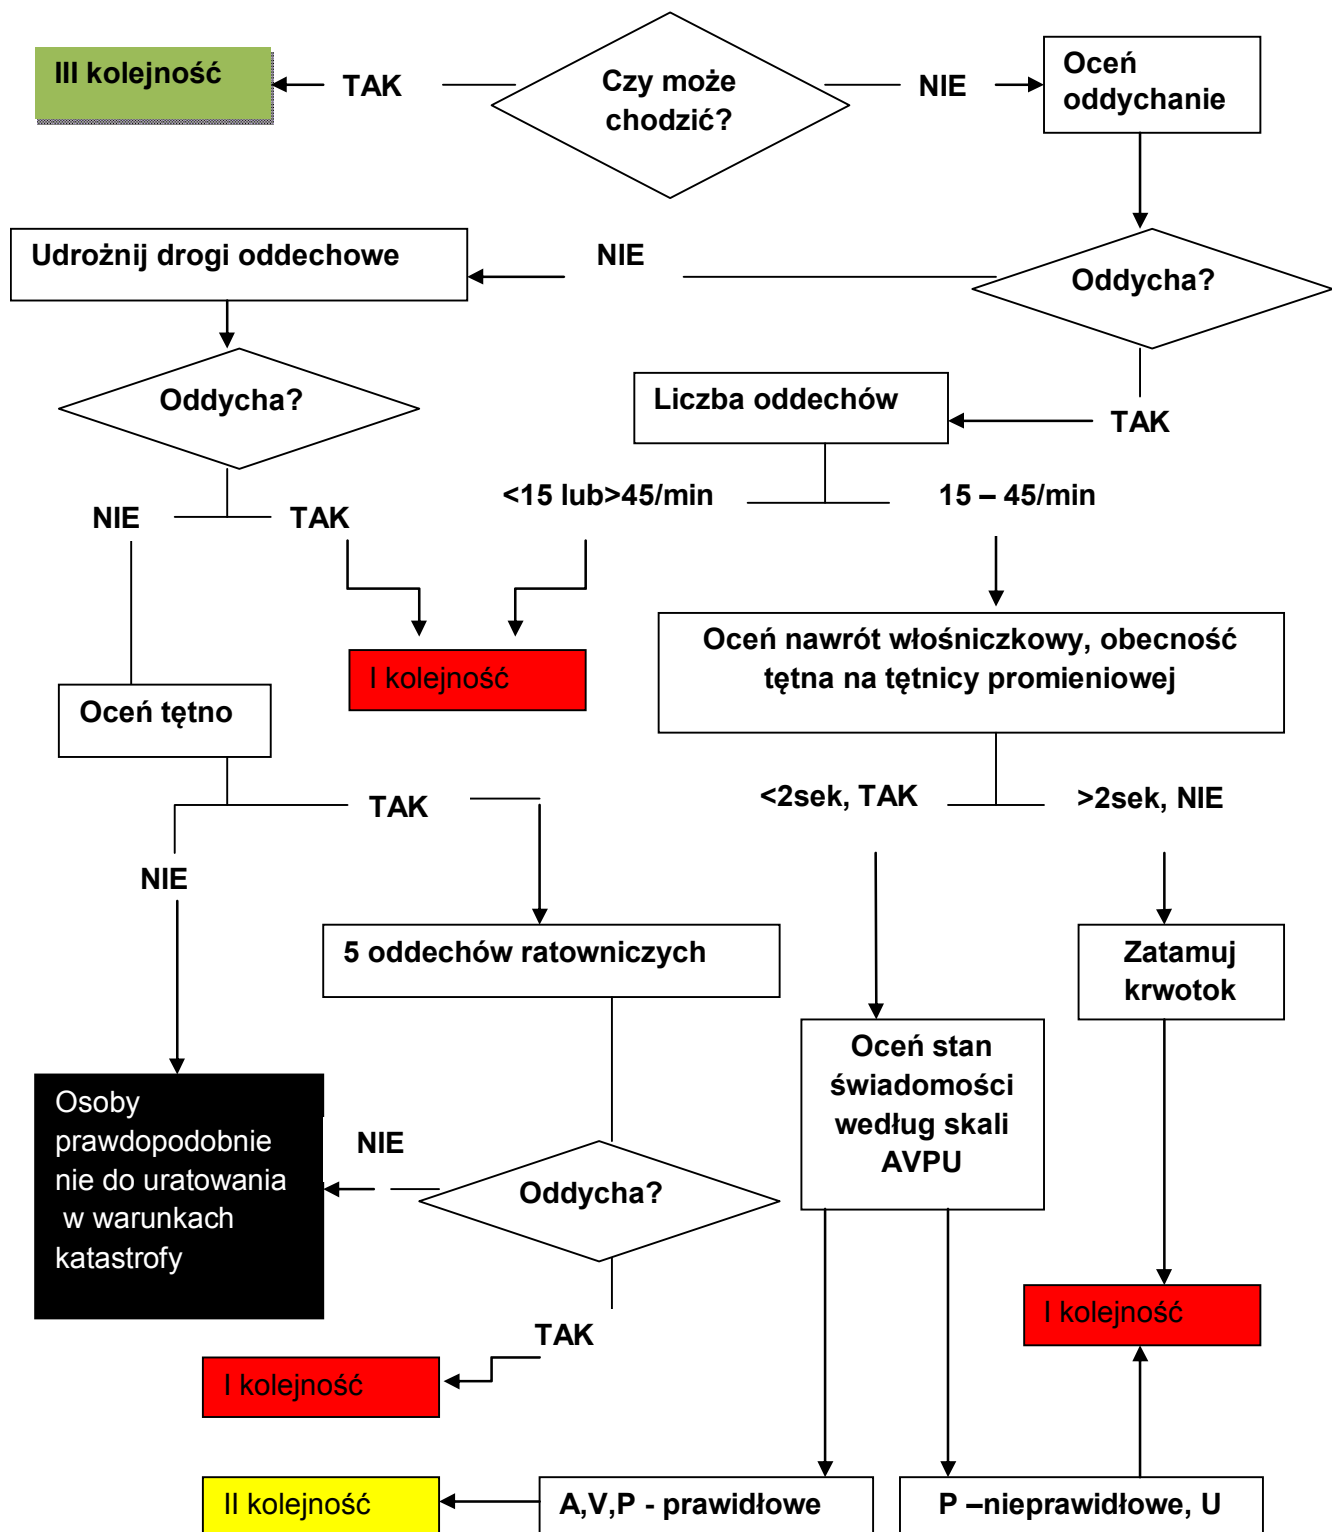 III kolejność
TAK
Czy może
chodzić?
NIE
Oceń
oddychanie
Udrożnij drogi oddechowe
NIE
Oddycha?
Oddycha?
Liczba oddechów
TAK
<15 lub>45/min
15 – 45/min
NIE
TAK
Oceń nawrót włośniczkowy, obecność
tętna na tętnicy promieniowej
I kolejność
Oceń tętno
TAK
<2sek, TAK
>2sek, NIE
NIE
5 oddechów ratowniczych
Zatamuj
krwotok
Oceń stan
świadomości
według skali
AVPU
Osoby
prawdopodobnie
nie do uratowania
w warunkach
katastrofy
NIE
Oddycha?
TAK
I kolejność
I kolejność
II kolejność
A,V,P - prawidłowe
P –nieprawidłowe, U